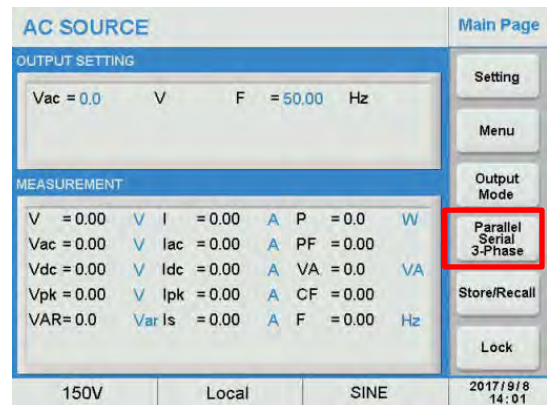 AC SOURCE
Main Page
OUTPUT SETTING
Vac = 0.0 V F = 50.00 Hz
Setting
Menu
Output
Mode
MEASUREMENT
V = 0.00 V I = 0.00 A P = 0.0 W
Vac = 0.00 V Iac = 0.00 A PF = 0.00
Vdc = 0.00 V Idc = 0.00 A VA = 0.0 VA
Vpk = 0.00 V Ipk = 0.00 A CF = 0.00
VAR= 0.0 Var Is = 0.00 A F = 0.00 Hz
Parallel
Serial
3-Phase
Store/Recall
Lock
150V Local SINE
2017/9/8
14:01